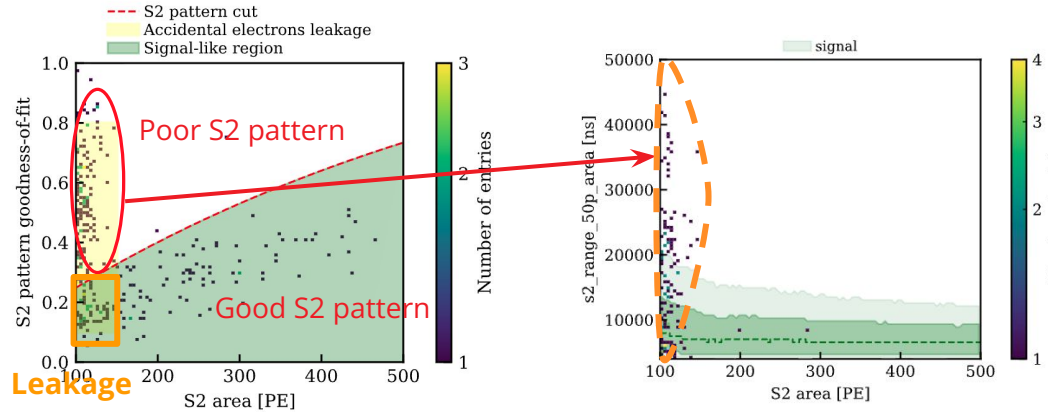 S2 pattern cut
Accidental electrons leakage
Signal-like region
1.0
0.8
0.6
0.4
0.2
0.0
S2 pattern goodness-of-fit
Poor S2 pattern
Good S2 pattern
Leakage
100
200
300
400
500
S2 area [PE]
3
2
1
Number of entries
signal
50000
40000
30000
20000
10000
s2_range_50p_area [ns]
100
200
300
400
500
S2 area [PE]
4
3
2
1